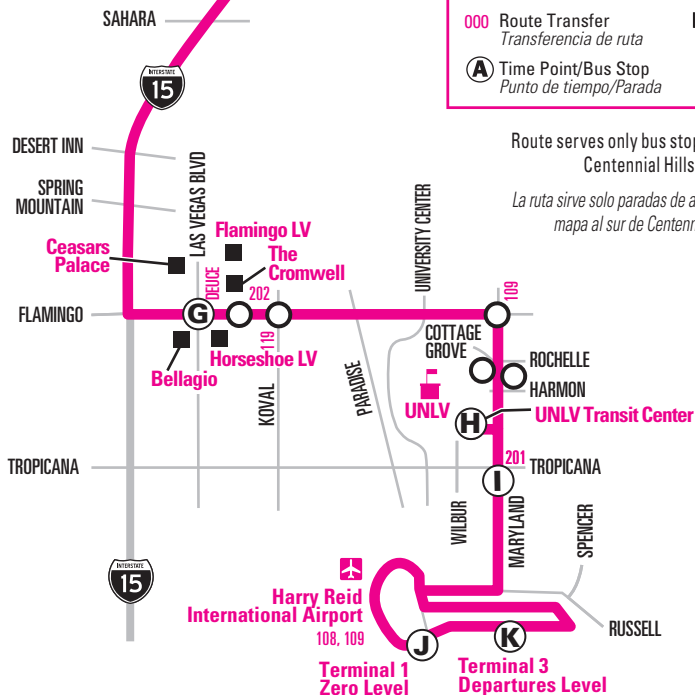 SAHARA
INTERSTATE
15
000 Route Transfer
Transferencia de ruta
A Time Point/Bus Stop
Punto de tiempo/Parada
Route serves only bus stop
Centennial Hills
La ruta sirve solo paradas de a
mapa al sur de Centenn
DESERT INN
SPRING
MOUNTAIN
LAS VEGAS BLVD
UNIVERSITY CENTER
Ceasars
Palace
Flamingo LV
The
Cromwell
DEUCE
202
109
FLAMINGO
G
119
Bellagio
Horseshoe LV
KOVAL
PARADISE
COTTAGE
GROVE
ROCHELLE
HARMON
UNLV
H
UNLV Transit Center
TROPICANA
201
TROPICANA
I
WILBUR
MARYLAND
SPENCER
INTERSTATE
15
Harry Reid
International Airport
108, 109
J
K
RUSSELL
Terminal 1
Zero Level
Terminal 3
Departures Level